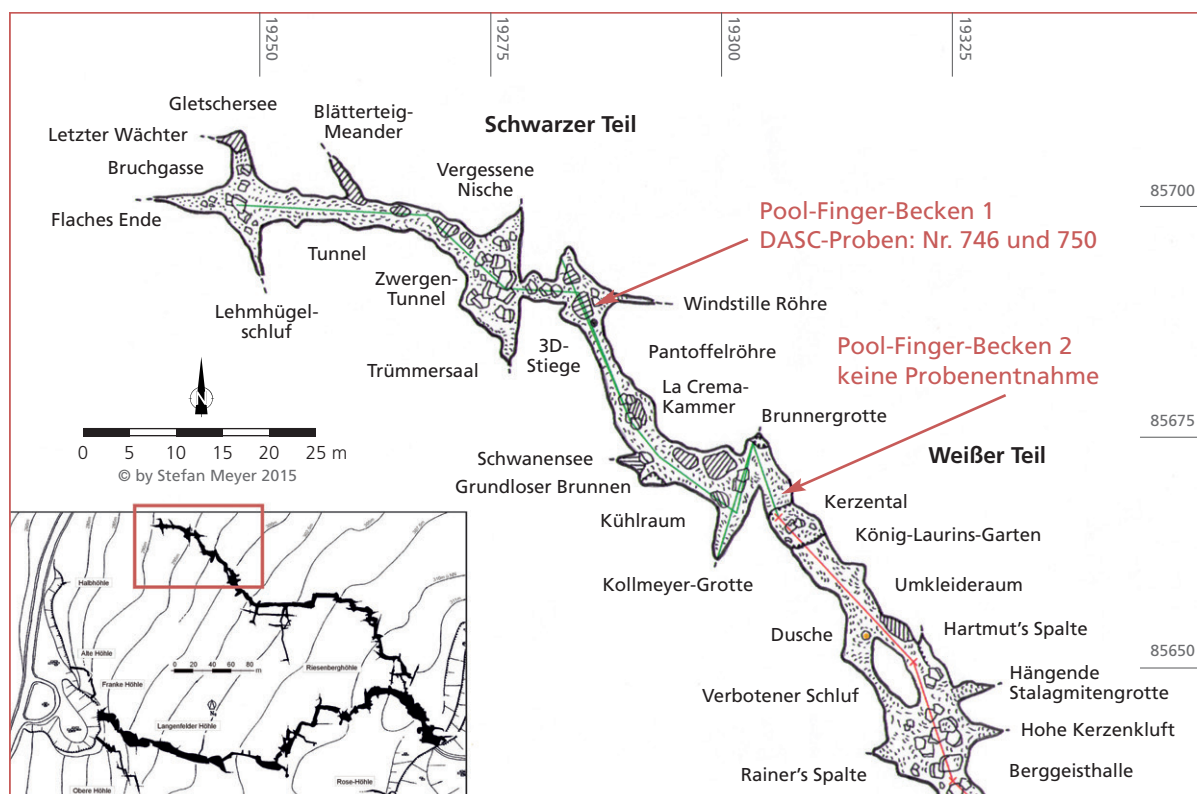 19250
19275
19300
19325
Gletschersee
Blätterteig-
Meander
Letzter Wächter
Schwarzer Teil
Bruchgasse
Vergessene
Nische
85700
Flaches Ende
Pool-Finger-Becken 1
DASC-Proben: Nr. 746 und 750
Tunnel
Zwergen-
Tunnel
Windstille Röhre
Lehmhügel-
schluf
3D-
Stiege
Pantoffelröhre
Pool-Finger-Becken 2
keine Probenentnahme
Trümmersaal
La Crema-
Kammer
N
Brunnergrotte
85675
0 5 10 15 20 25 m
© by Stefan Meyer 2015
Schwanensee
Grundloser Brunnen
Weißer Teil
Kerzental
Kühlraum
König-Laurins-Garten
Kollmeyer-Grotte
Umkleideraum
Dusche
Hartmut's Spalte
85650
Verbotener Schluf
Hängende
Stalagmitengrotte
Hohe Kerzenkluft
Rainer's Spalte
Berggeisthalle
Halbhöhle
Alte Höhle
0 20 40 60 80
m
Riesenberghöhle
Franke Höhle
Langenfelder Höhle
Rose-Höhle
Obere Höhle